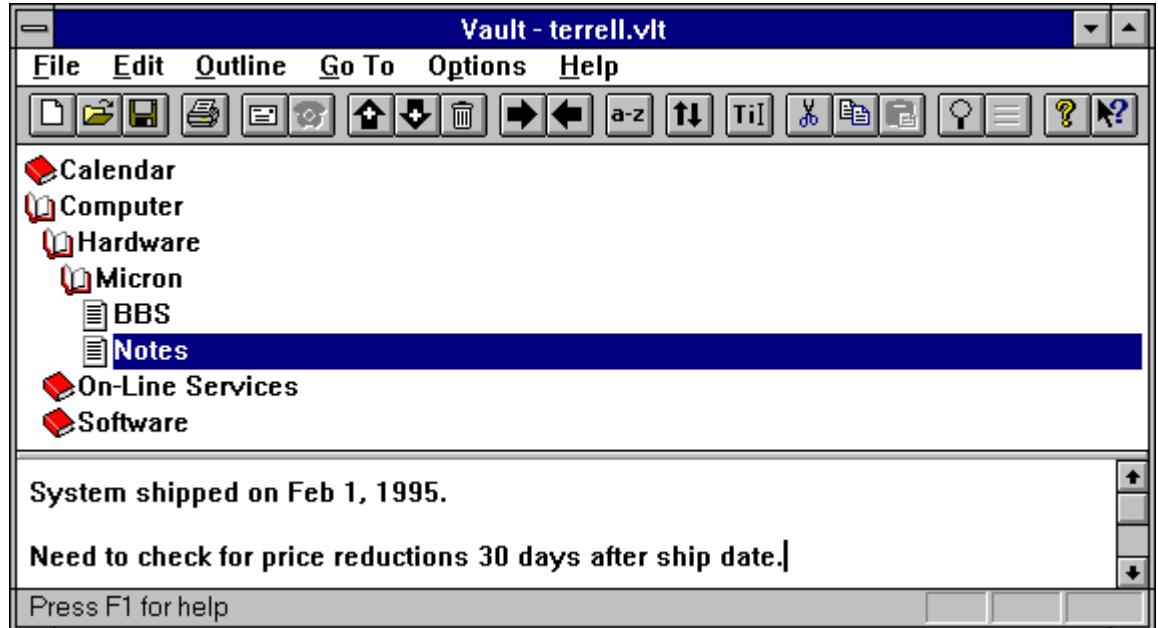 Vault - terrell.vlt
File Edit Outline Go To Options Help
a-z TiI ? ?
Calendar
Computer
Hardware
Micron
BBS
Notes
On-Line Services
Software
System shipped on Feb 1, 1995.
Need to check for price reductions 30 days after ship date.
Press F1 for help